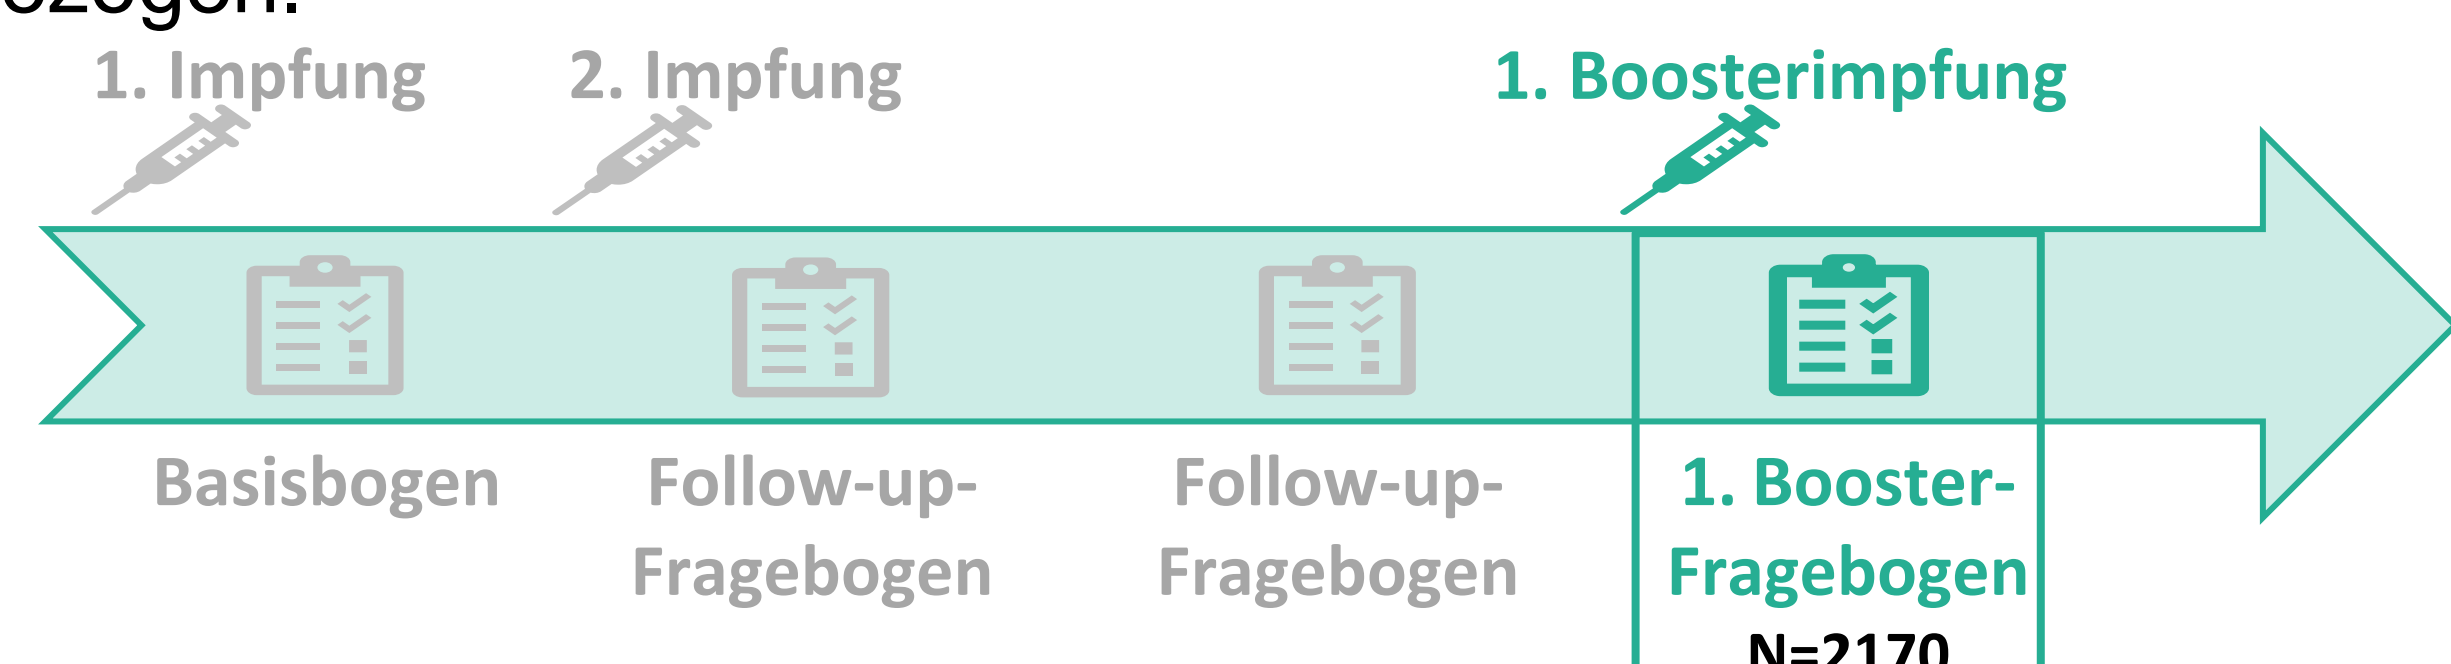 1. Impfung 2. Impfung 1. Boosterimpfung
Basisbogen Follow-up- Follow-up- 1. Booster-
Fragebogen Fragebogen Fragebogen
N=2170